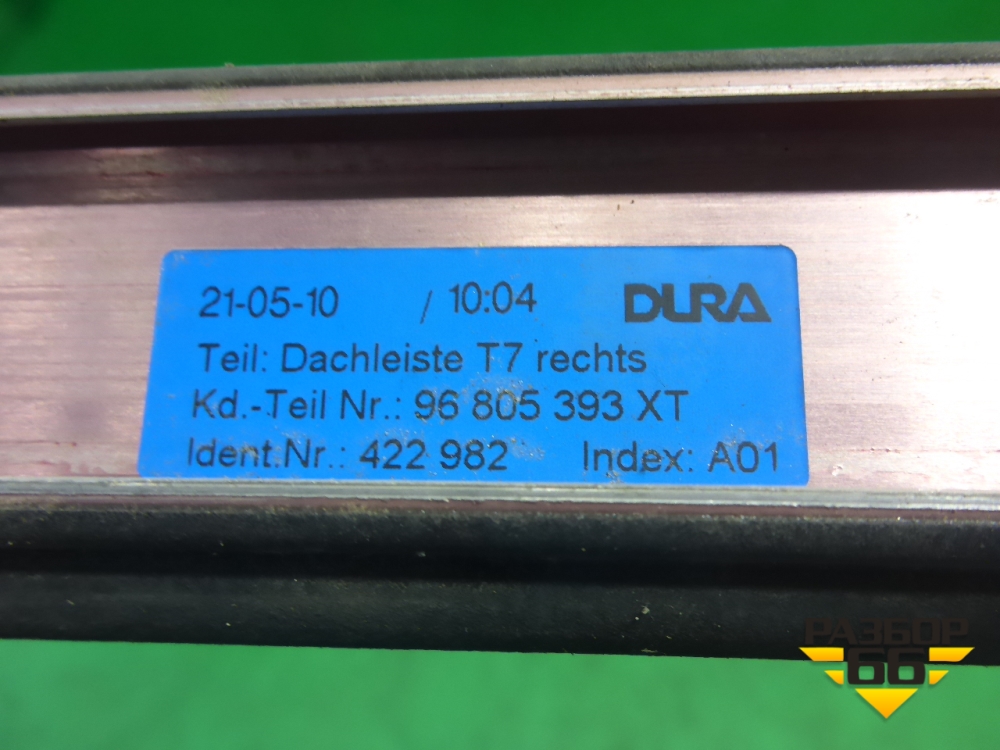 21-05-10 / 10:04 DURA
Teil: Dachleiste T7 rechts
Kd.-Teil Nr.: 96 805 393 XT
Ident.Nr.: 422 982 Index: A01
РАЗБОР
66